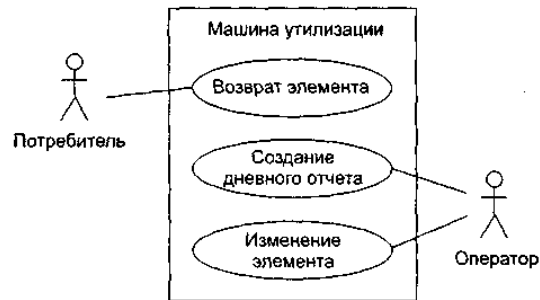 Машина утилизации
Возврат элемента
Потребитель
Создание
дневного отчета
Изменение
элемента
Оператор